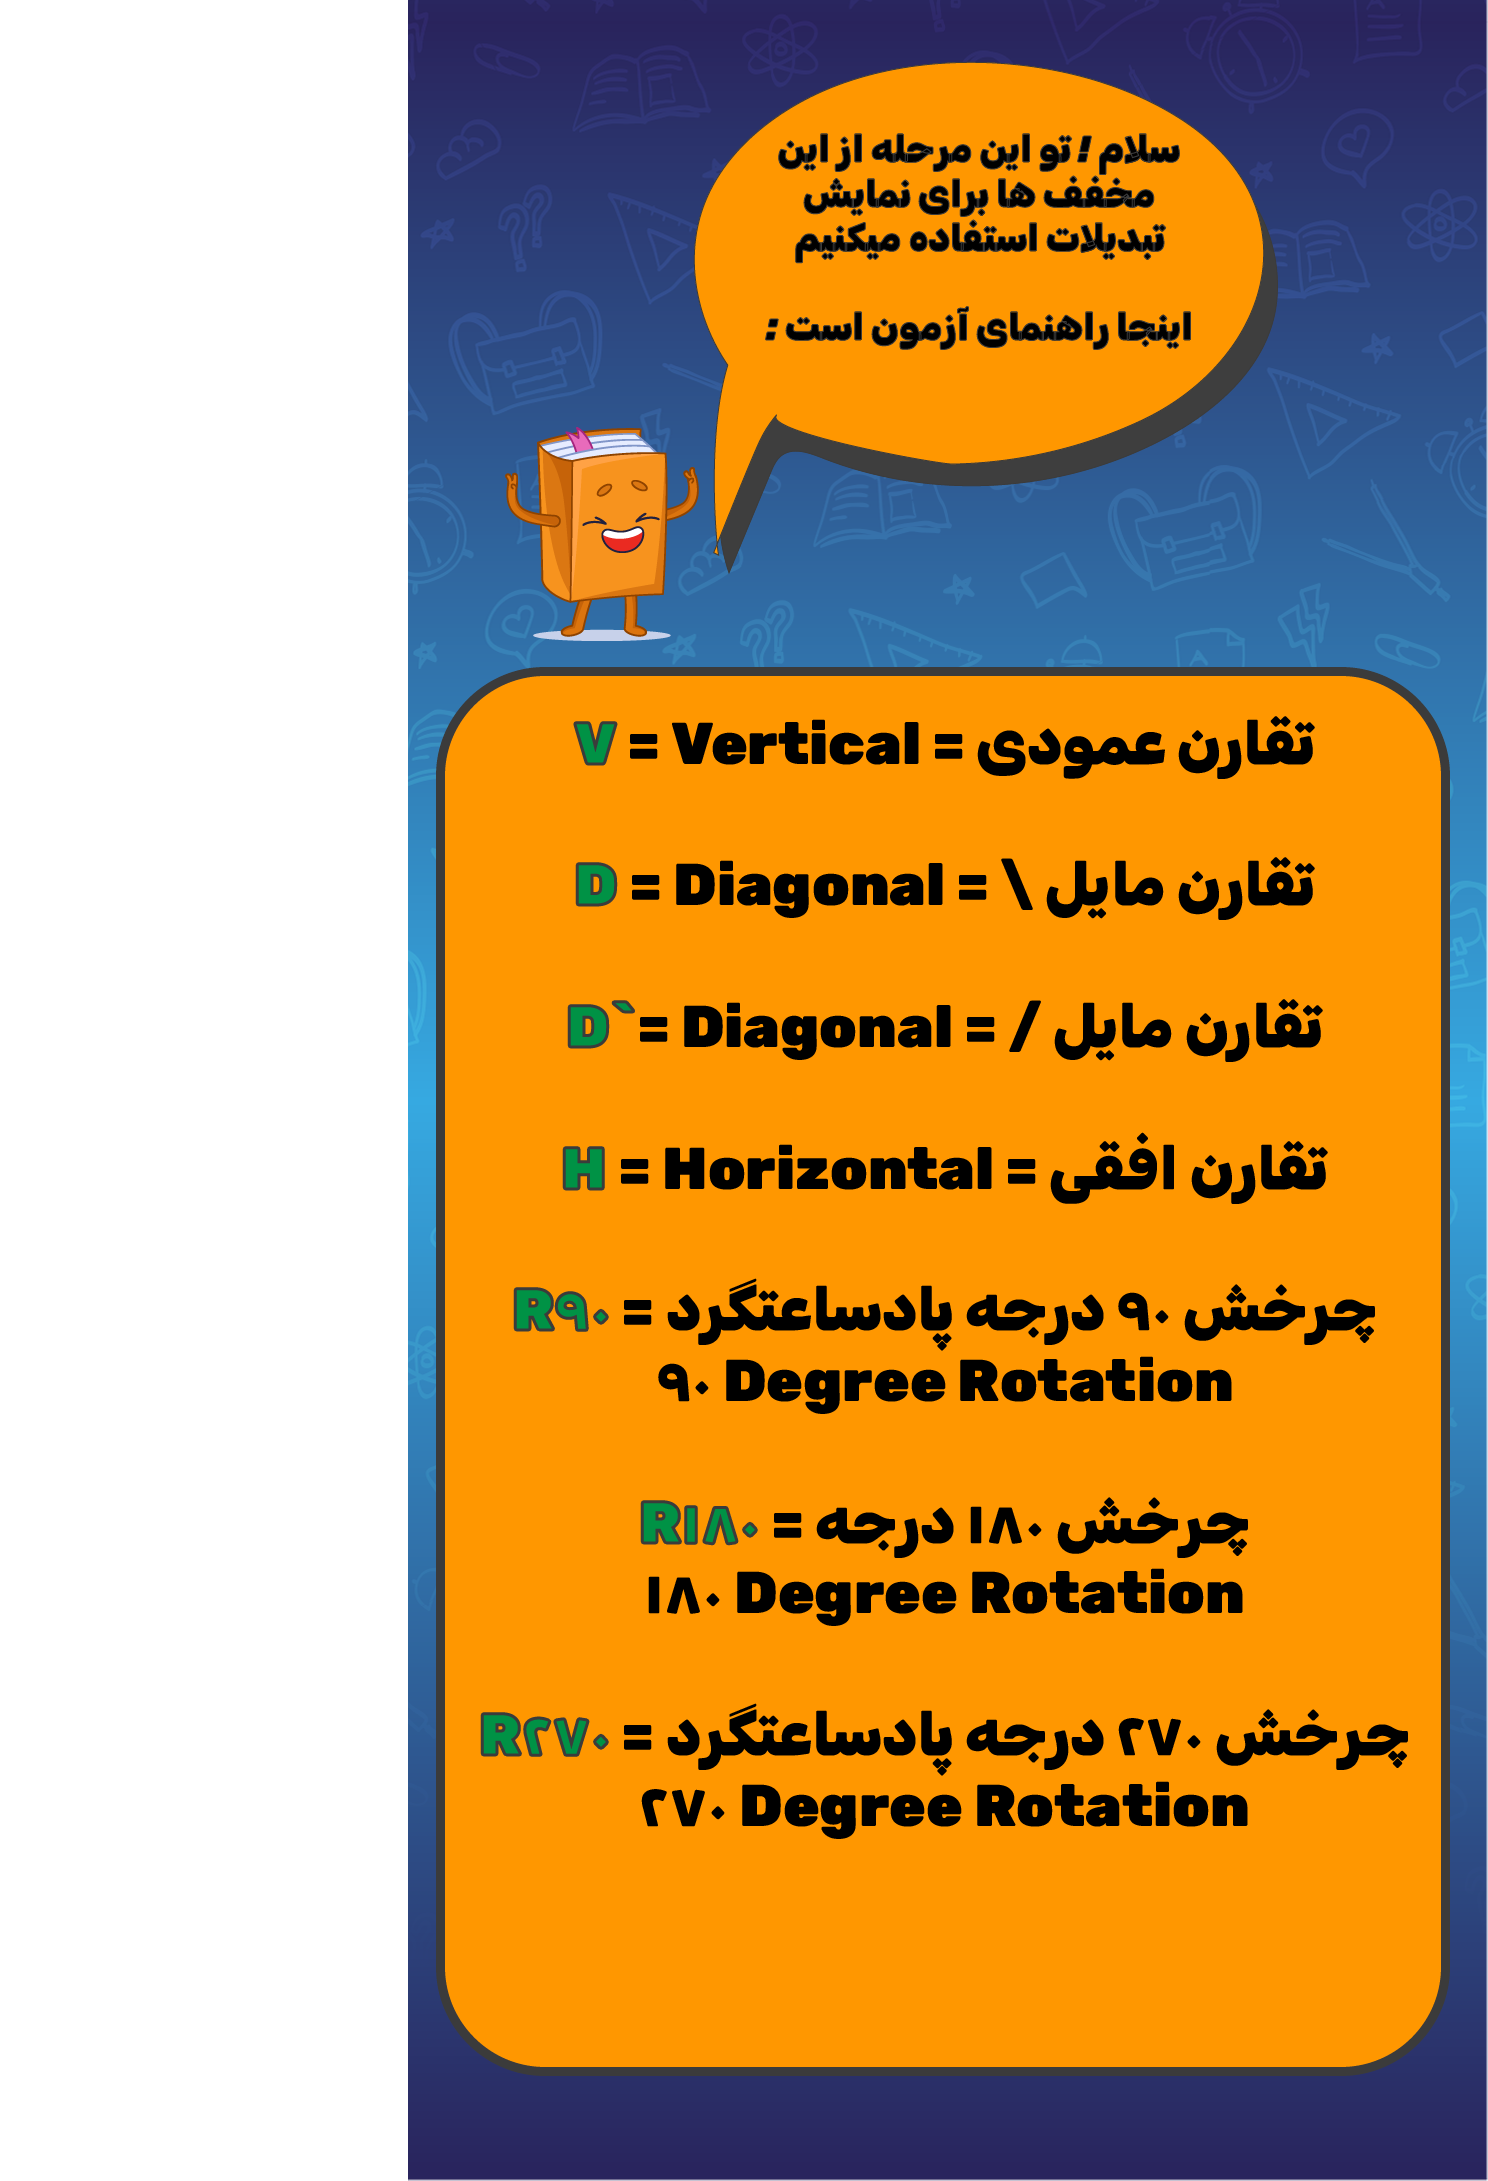 سلام ! تو این مرحله از این
مخفف ها برای نمایش
تبدیلات استفاده میکنیم
اینجا راهنمای آزمون است :
V = Vertical = تقارن عمودی
D = Diagonal = \ تقارن مایل
D`= Diagonal = / تقارن مایل
H = Horizontal = تقارن افقی
R۹۰ = چرخش ۹۰ درجه پادساعتگرد
۹۰ Degree Rotation
R۱۸۰ = چرخش ۱۸۰ درجه
۱۸۰ Degree Rotation
R۲۷۰ = چرخش ۲۷۰ درجه پادساعتگرد
۲۷۰ Degree Rotation